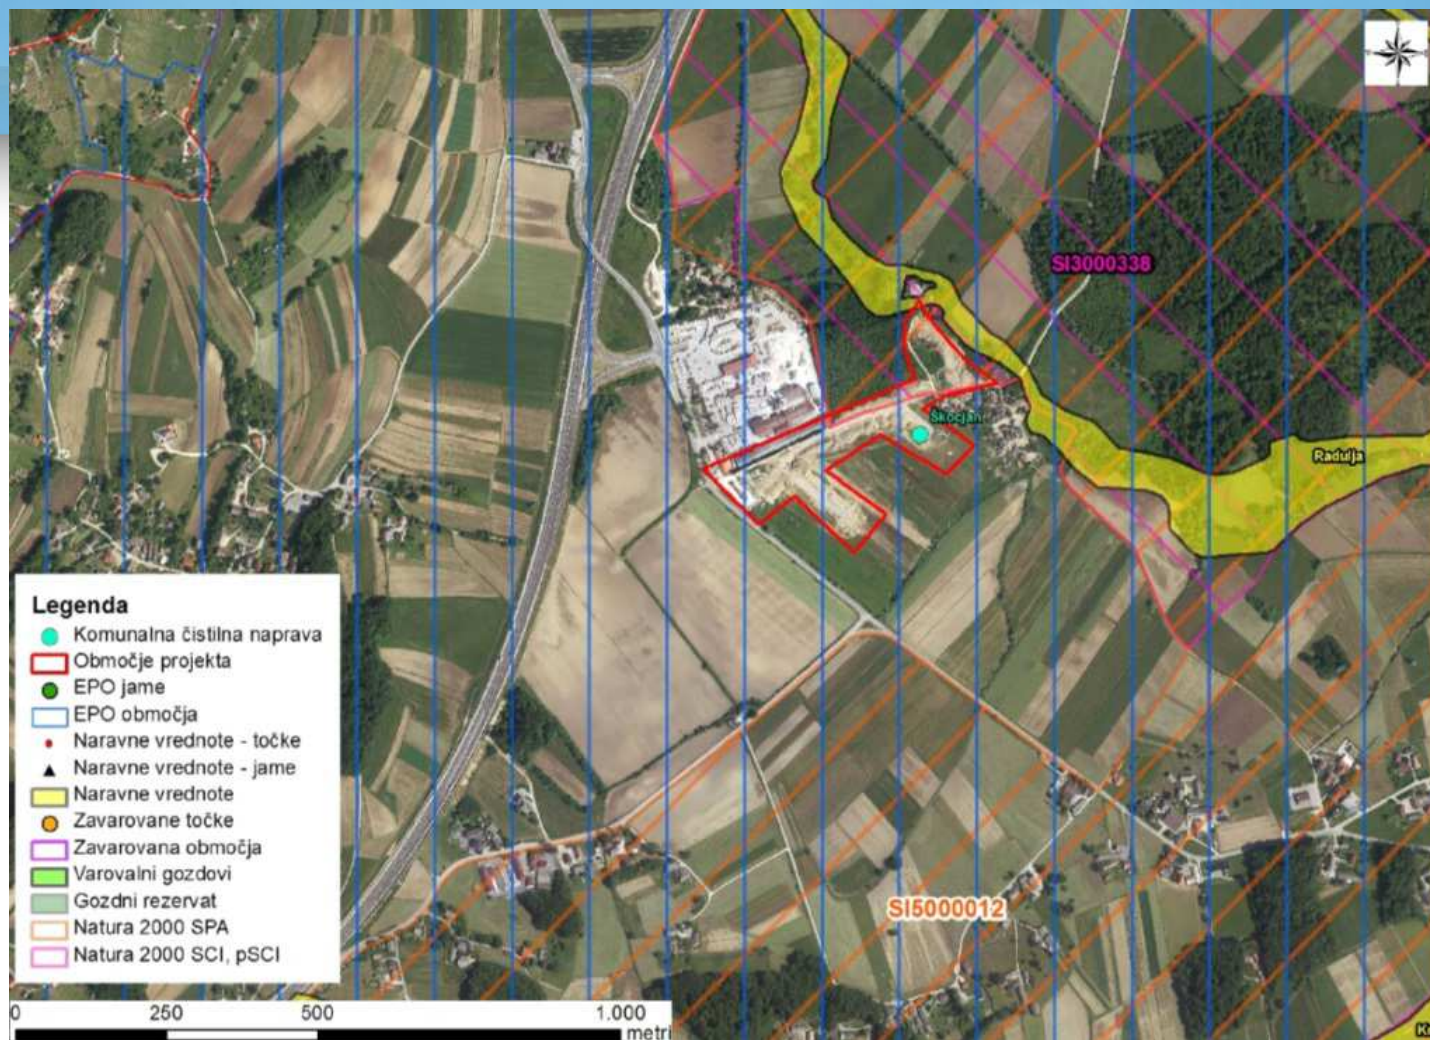 SI3000338
Škocjan
Radulja
Legenda
Komunalna čistilna naprava
Območje projekta
EPO jame
EPO območja
Naravne vrednote - točke
Naravne vrednote - jame
Naravne vrednote
Zavarovane točke
Zavarovana območja
Varovalni gozdovi
Gozdni rezervat
Natura 2000 SPA
Natura 2000 SCI, pSCI
SI5000012
0 250 500 1.000
metri